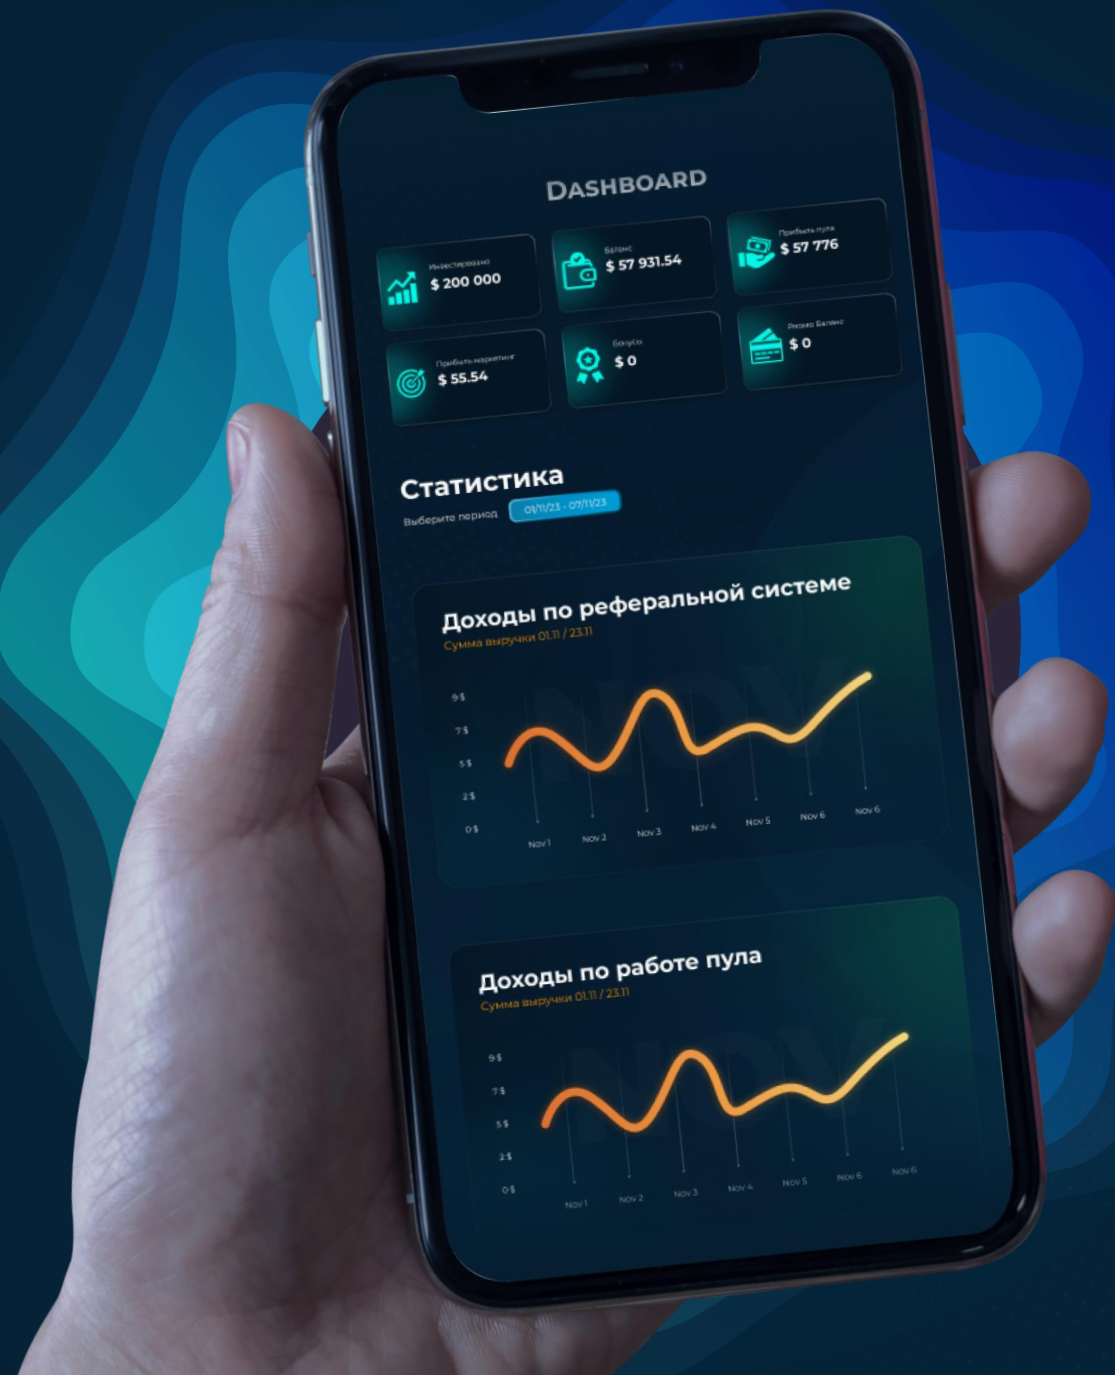 DASHBOARD
Инвестировано
$ 200 000
Баланс
$ 57 931.54
Прибыль пула
$ 57 776
Прибыль маркетинг
$ 55.54
Бонусы
$ 0
Промо Баланс
$ 0
Статистика
Выберите период
01/11/23 - 07/11/23
Доходы по реферальной системе
Сумма выручки 01.11 / 23.11
NOV
9 $
7 $
5 $
2 $
0 $
Nov 1 Nov 2 Nov 3 Nov 4 Nov 5 Nov 6 Nov 6
Доходы по работе пула
Сумма выручки 01.11 / 23.11
NOV
9 $
7 $
5 $
2 $
0 $
Nov 1 Nov 2 Nov 3 Nov 4 Nov 5 Nov 6 Nov 6